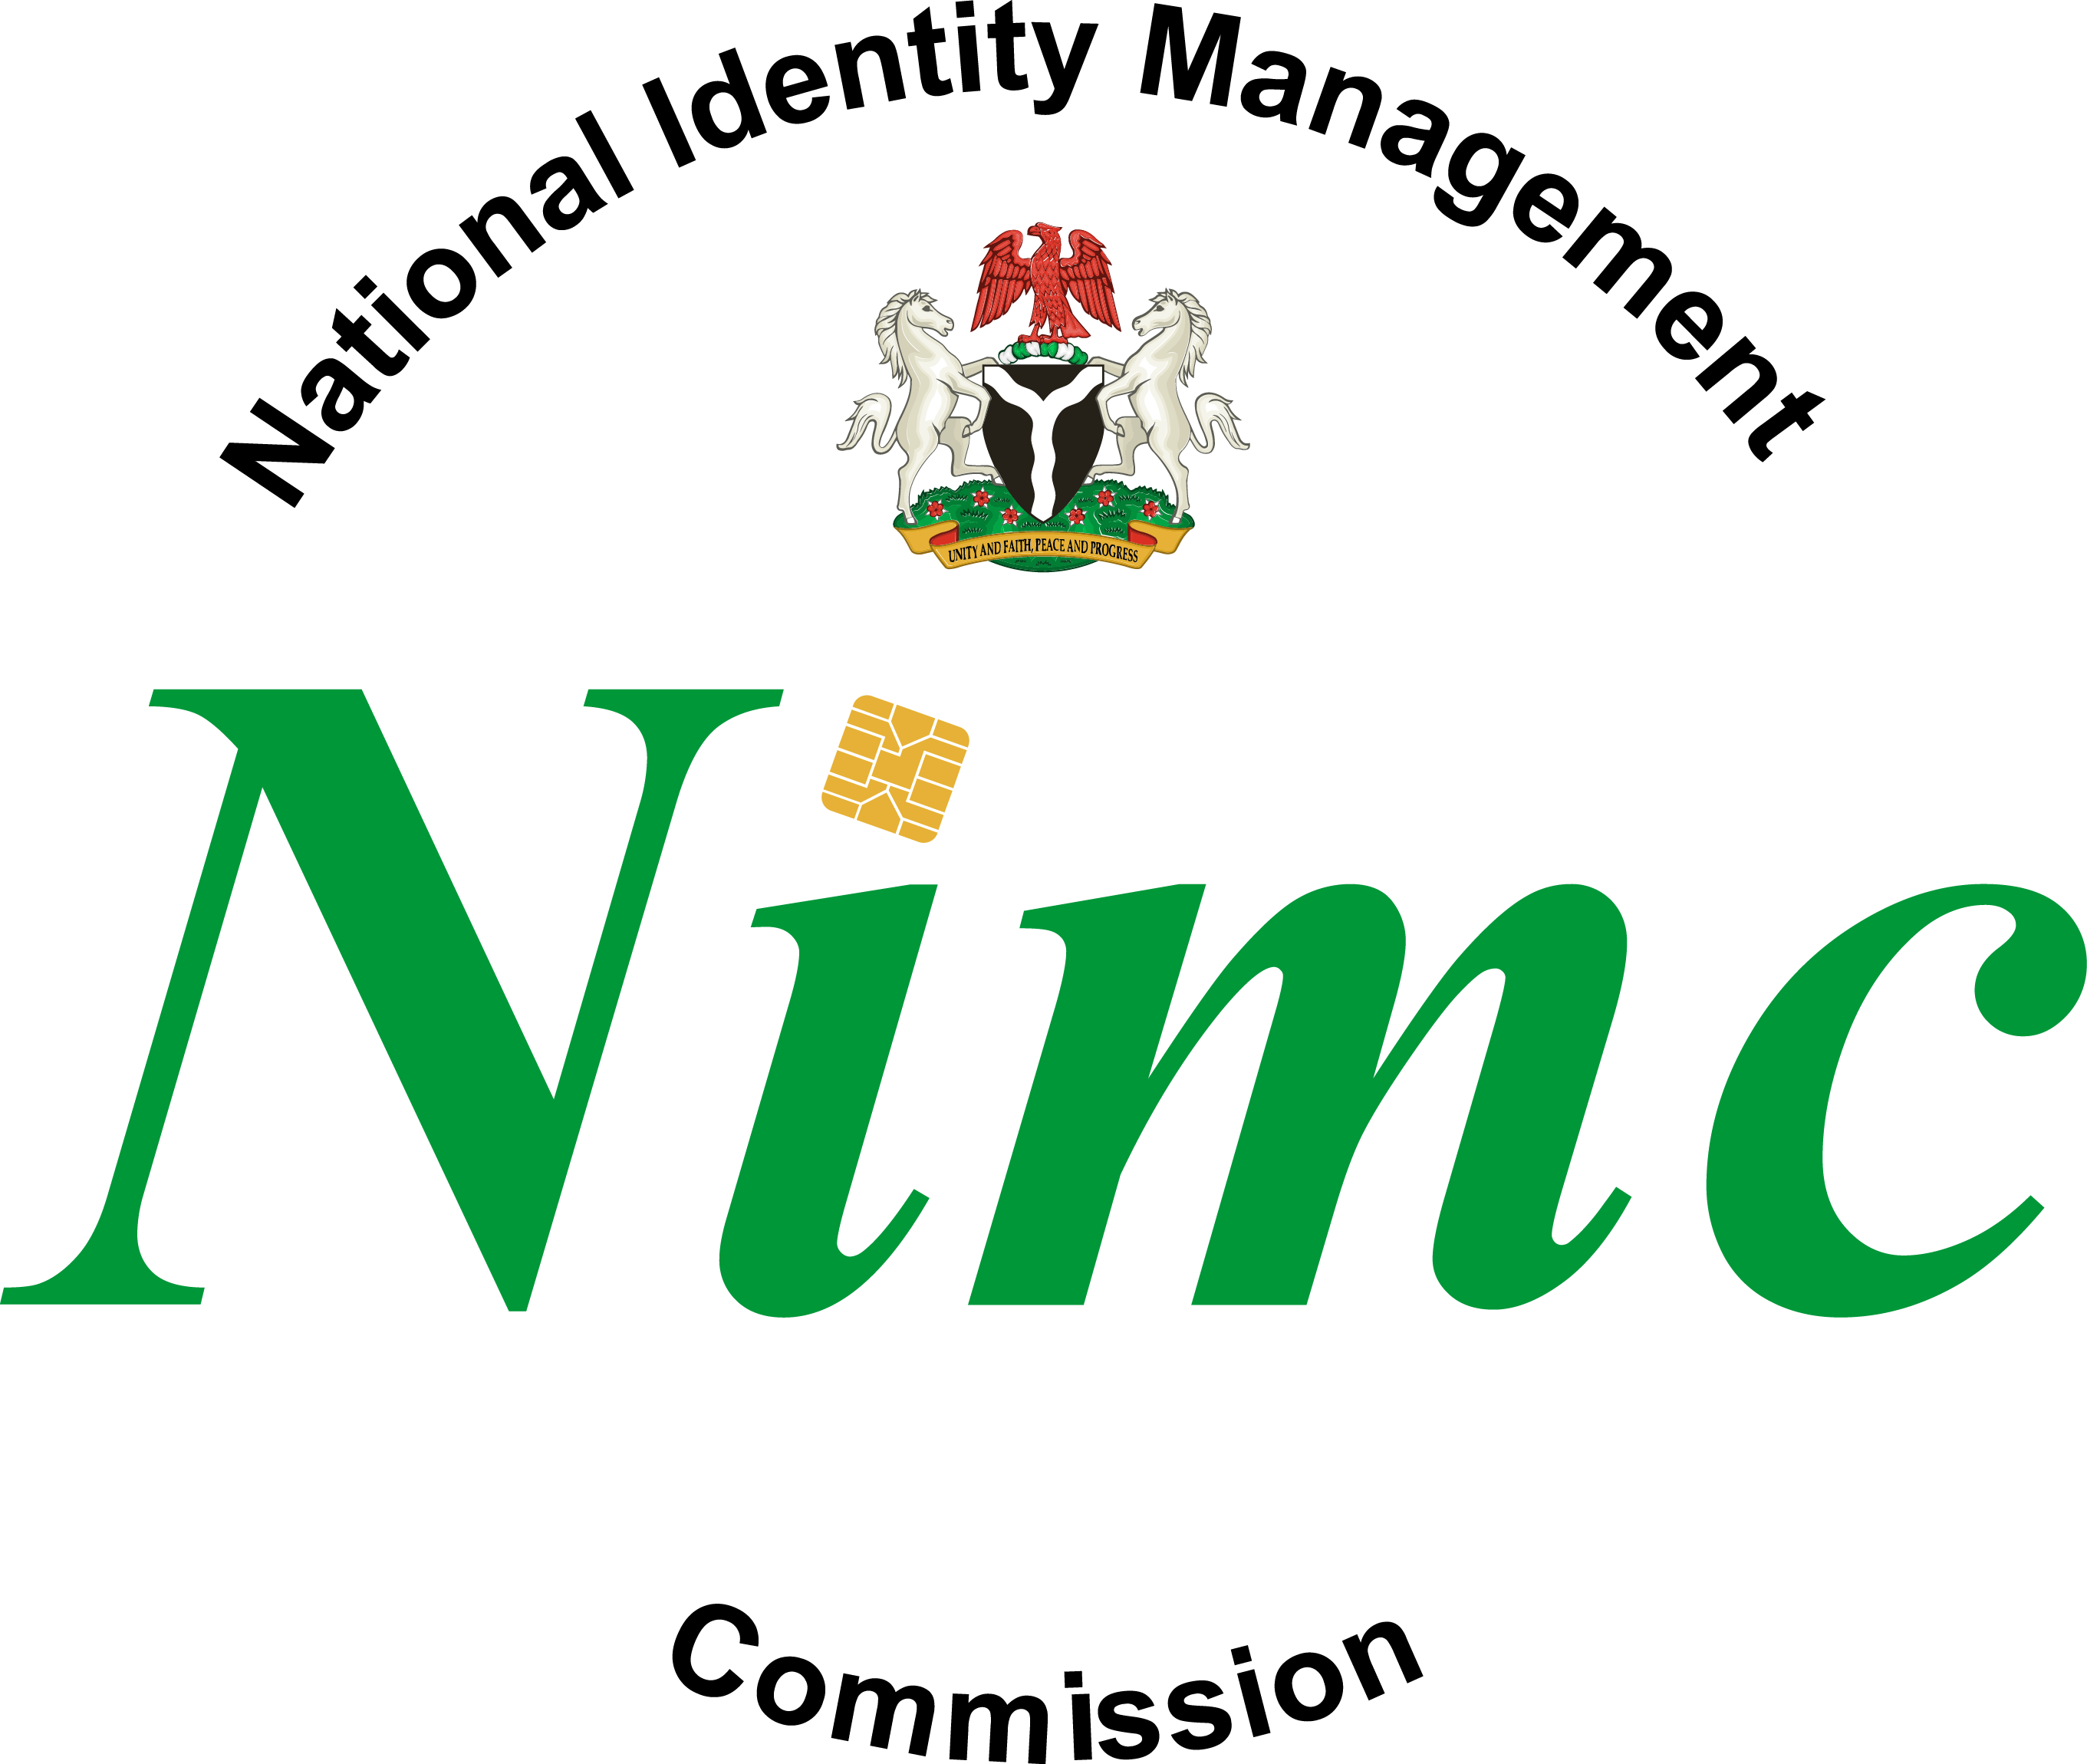 National Identity Management
UNITY AND FAITH, PEACE AND PROGRESS
Nimc
Commission